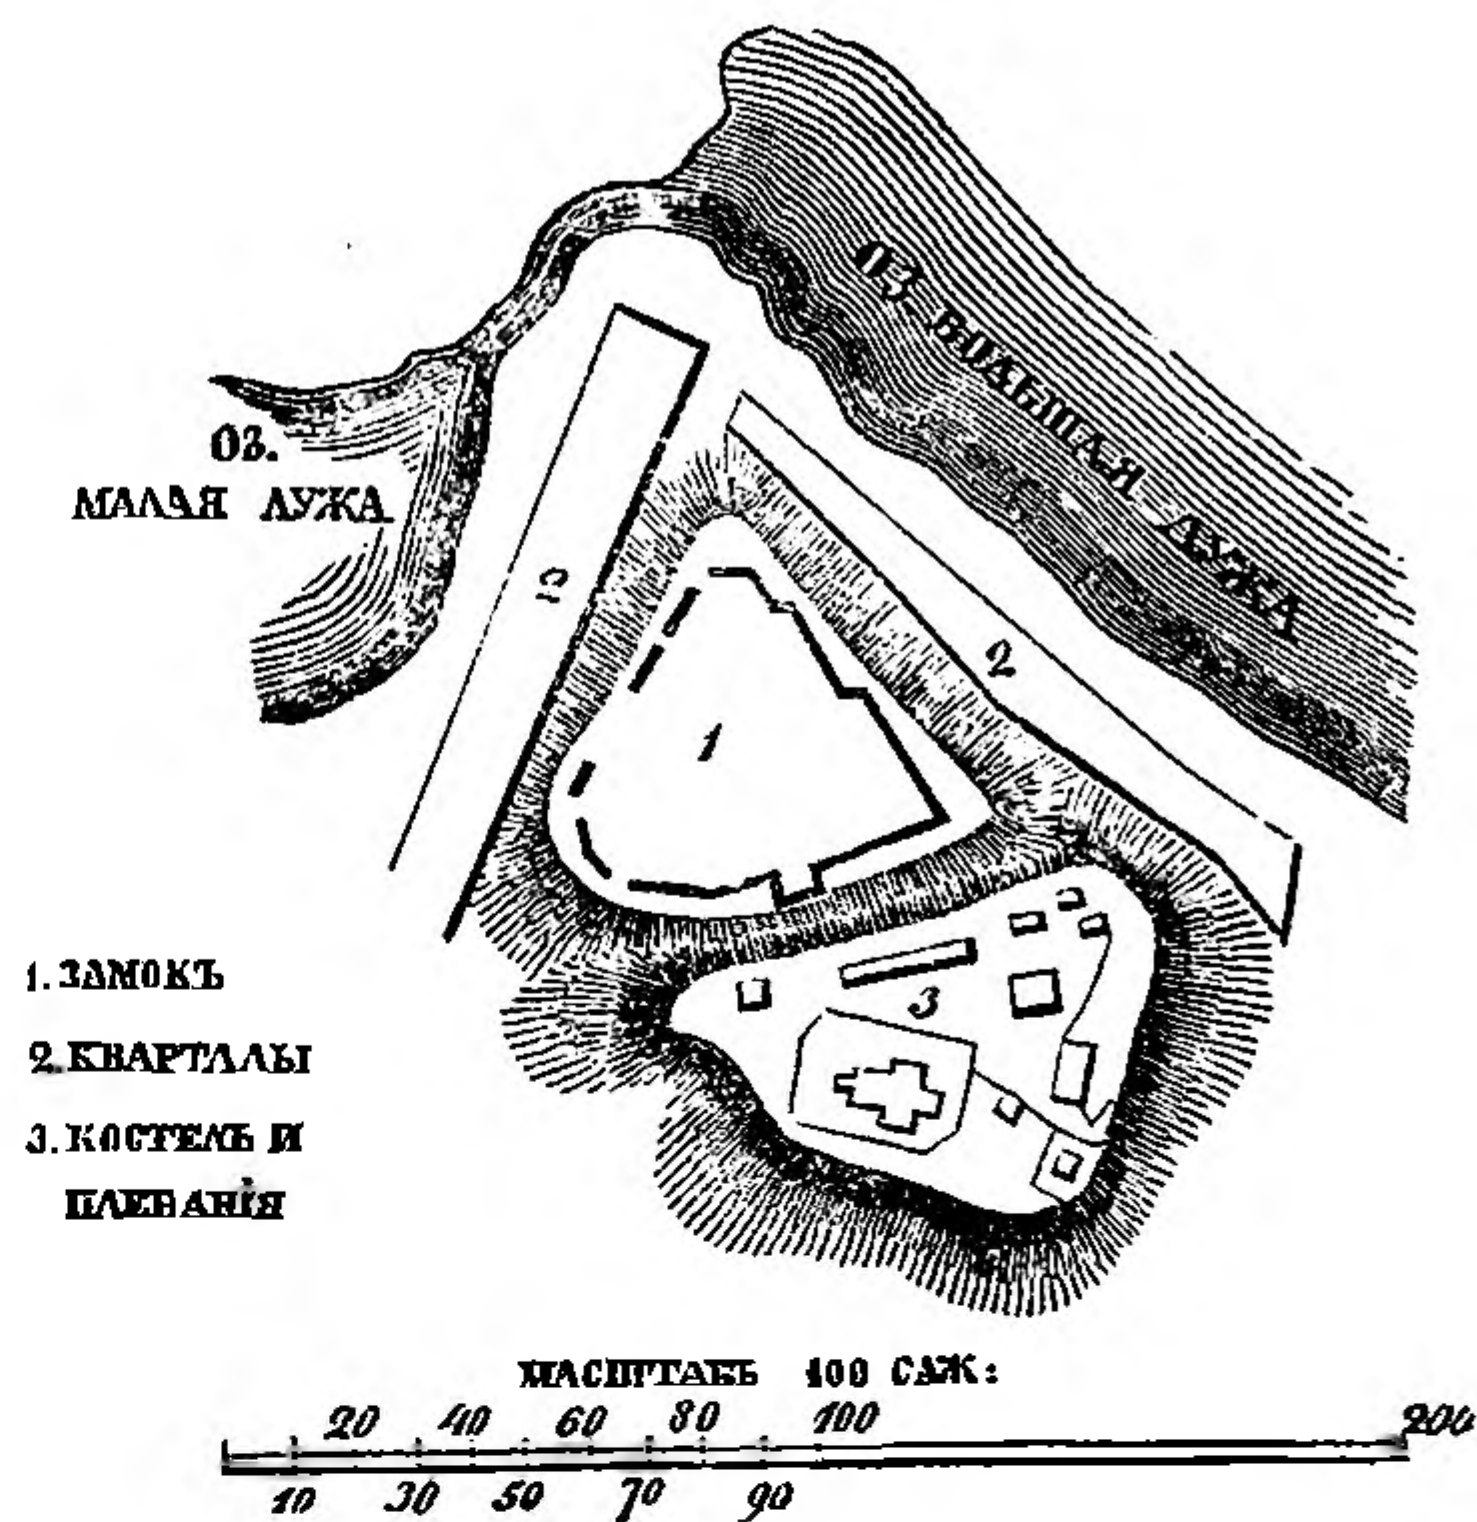 ОЗ. БОЛЬШАЯ ЛУЖА
ОЗ.
МАЛАЯ ЛУЖА
2
2
1
3
1. ЗАМОКЪ
2. КВАРТАЛЫ
3. КОСТЕЛЪ И
ПЛЕБАНІЯ
МАСШТАБЪ 100 САЖ:
20 40 60 80 100 200
10 30 50 70 90